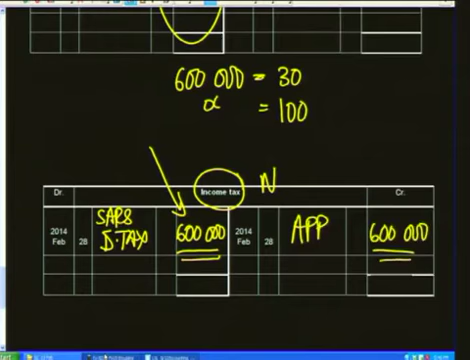 600 000 = 30
α = 100
Dr. Income tax N Cr.
2014 Feb 28 SARS D.TAX) 600 000 2014 Feb 28 APP 600 000